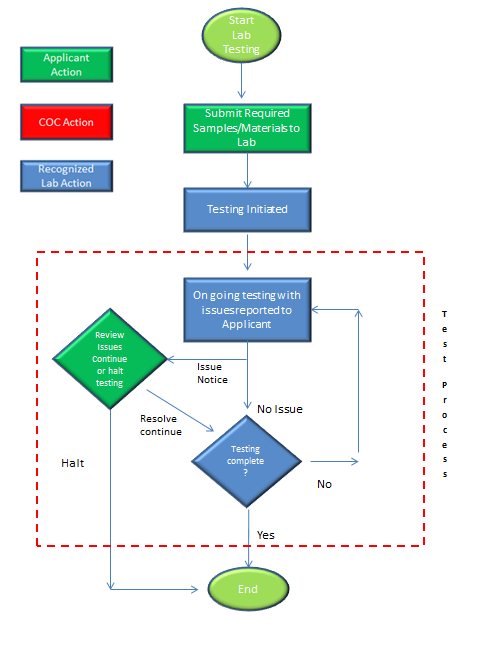 Start
Lab
Testing
Applicant
Action
COC Action
Recognized
Lab Action
Submit Required
Samples/Materials to
Lab
Testing Initiated
On going testing with
issuesreported to
Applicant
Review
Issues
Continue
or halt
testing
Issue
Notice
Resolve
continue
No Issue
Testing
complete
?
No
Halt
Yes
End
Test Process